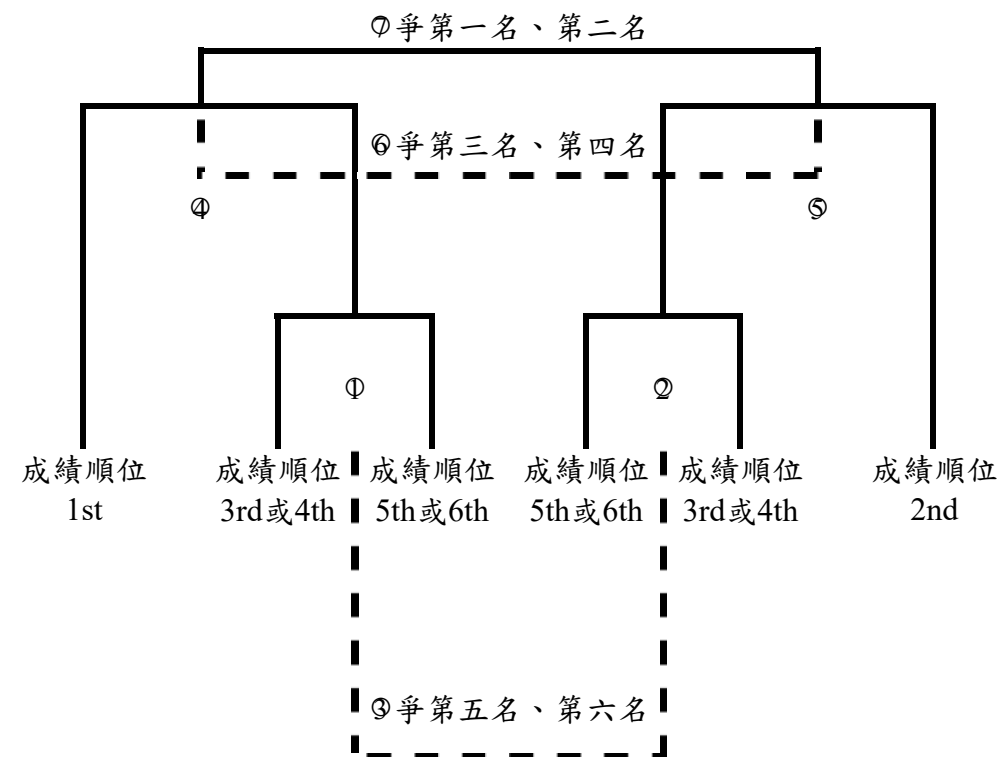 ⑦爭第一名、第二名
⑥爭第三名、第四名
④
⑤
①
②
成績順位
1st
成績順位
3rd或4th
成績順位
5th或6th
成績順位
5th或6th
成績順位
3rd或4th
成績順位
2nd
③爭第五名、第六名